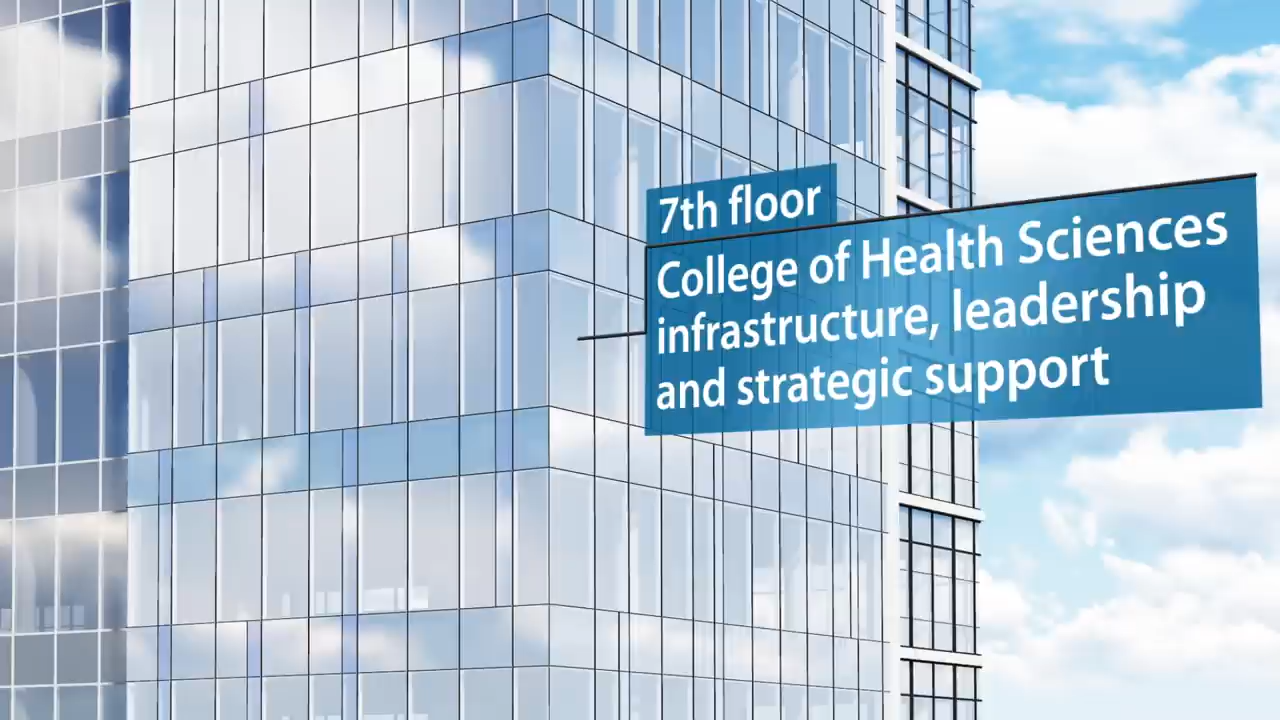 7th floor
College of Health Sciences
infrastructure, leadership
and strategic support